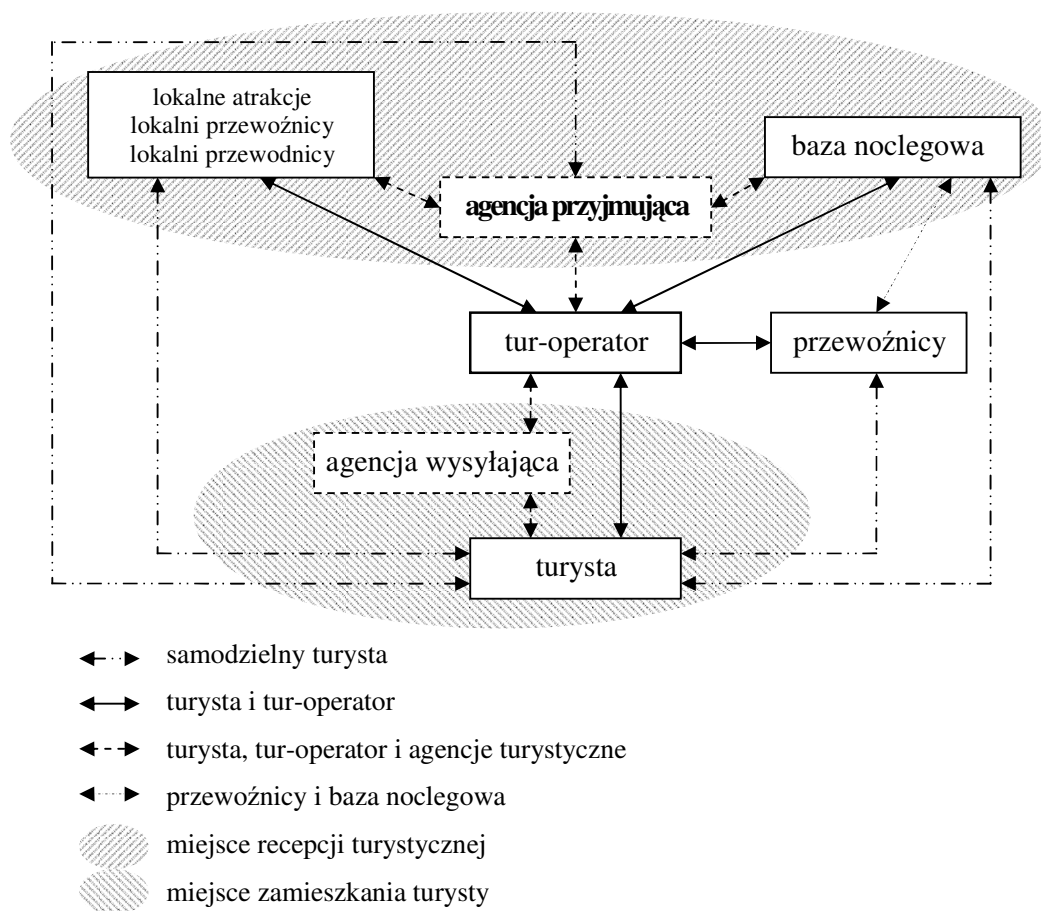 lokalne atrakcje
lokalni przewoźnicy
lokalni przewodnicy
baza noclegowa
agencja przyjmująca
tur-operator
przewoźnicy
agencja wysyłająca
turysta
samodzielny turysta
turysta i tur-operator
turysta, tur-operator i agencje turystyczne
przewoźnicy i baza noclegowa
miejsce recepcji turystycznej
miejsce zamieszkania turysty